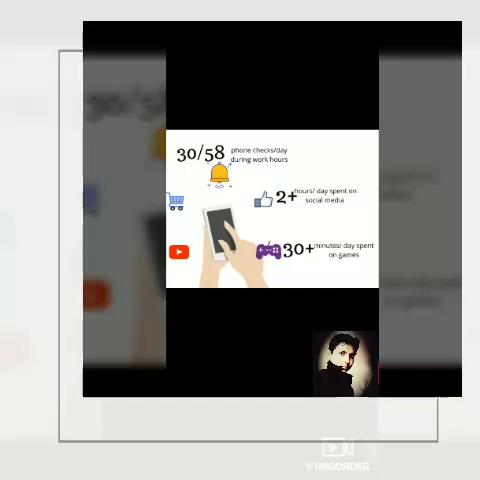 30/58
phone checks/day
during work hours
2+
hours/ day spent on
social media
30+
minutes/ day spent
on games
V RECORDER